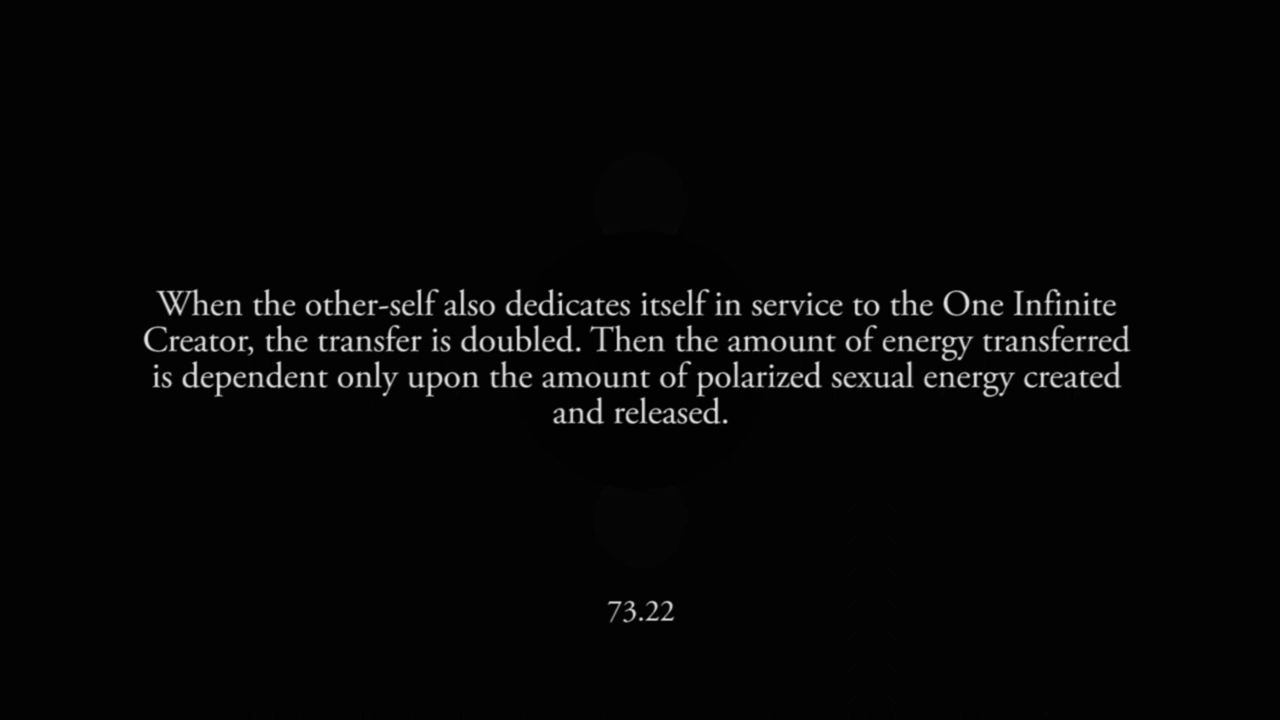 When the other-self also dedicates itself in service to the One Infinite
Creator, the transfer is doubled. Then the amount of energy transferred
is dependent only upon the amount of polarized sexual energy created
and released.
73.22